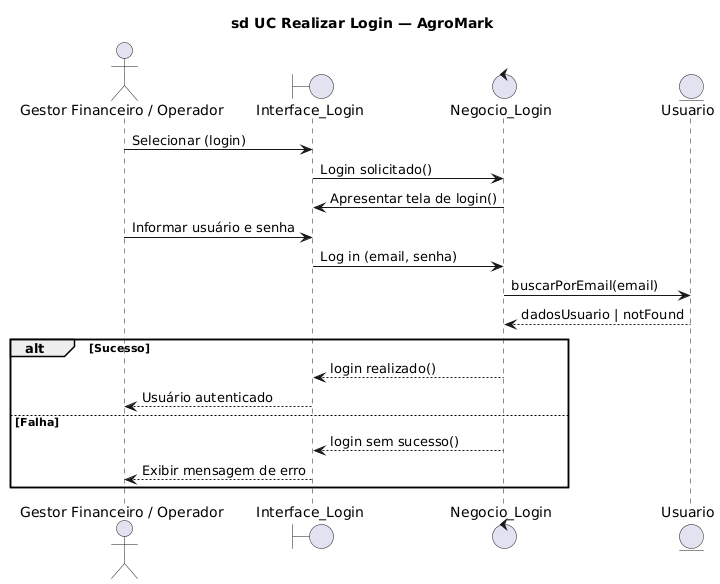 sd UC Realizar Login — AgroMark
Gestor Financeiro / Operador
Interface_Login
Negocio_Login
Usuario
Selecionar (login)
Login solicitado()
Apresentar tela de login()
Informar usuário e senha
Log in (email, senha)
buscarPorEmail(email)
dadosUsuario | notFound
alt
[Sucesso]
login realizado()
Usuário autenticado
[Falha]
login sem sucesso()
Exibir mensagem de erro
Gestor Financeiro / Operador
Interface_Login
Negocio_Login
Usuario